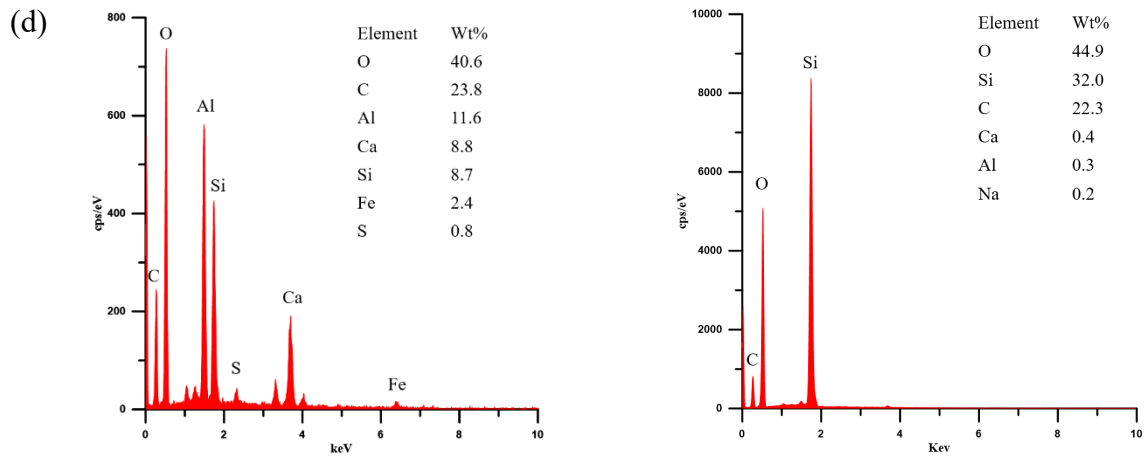 (d)
800
600
400
200
0
cps/eV
0
2
4
6
8
10
keV
O
C
Al
Si
S
Ca
Fe
Element Wt%
O 40.6
C 23.8
Al 11.6
Ca 8.8
Si 8.7
Fe 2.4
S 0.8
10000
8000
6000
4000
2000
0
cps/eV
0
2
4
6
8
10
Kev
C
O
Si
Element Wt%
O 44.9
Si 32.0
C 22.3
Ca 0.4
Al 0.3
Na 0.2